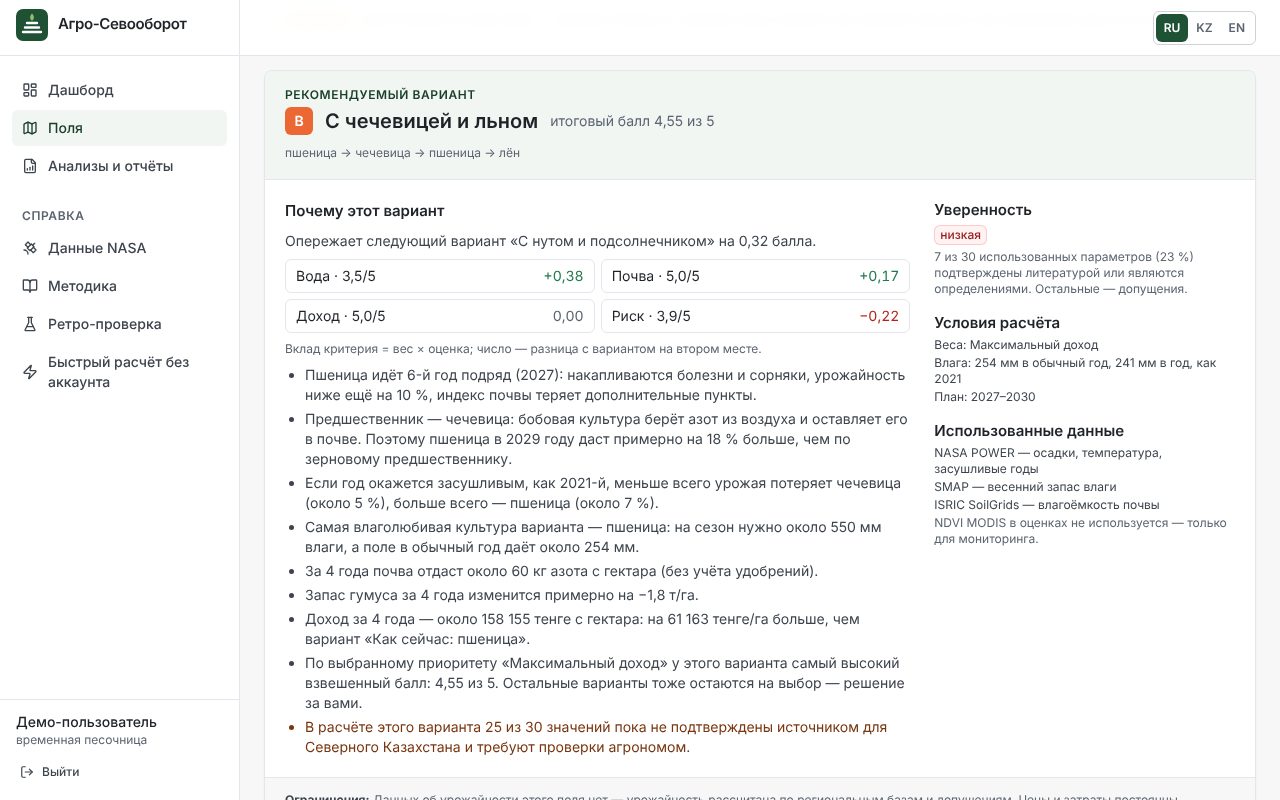 Агро-Севооборот
RU KZ EN
Дашборд
Поля
Анализы и отчёты
СПРАВКА
Данные NASA
Методика
Ретро-проверка
Быстрый расчёт без
аккаунта
Демо-пользователь
временная песочница
Выйти
РЕКОМЕНДУЕМЫЙ ВАРИАНТ
B С чечевицей и льном итоговый балл 4,55 из 5
пшеница → чечевица → пшеница → лён
Почему этот вариант
Опережает следующий вариант «С нутом и подсолнечником» на 0,32 балла.
Вода · 3,5/5 +0,38
Почва · 5,0/5 +0,17
Доход · 5,0/5 0,00
Риск · 3,9/5 −0,22
Вклад критерия = вес × оценка; число — разница с вариантом на втором месте.
• Пшеница идёт 6-й год подряд (2027): накапливаются болезни и сорняки, урожайность
ниже ещё на 10 %, индекс почвы теряет дополнительные пункты.
• Предшественник — чечевица: бобовая культура берёт азот из воздуха и оставляет его
в почве. Поэтому пшеница в 2029 году даст примерно на 18 % больше, чем по
зерновому предшественнику.
• Если год окажется засушливым, как 2021-й, меньше всего урожая потеряет чечевица
(около 5 %), больше всего — пшеница (около 7 %).
• Самая влаголюбивая культура варианта — пшеница: на сезон нужно около 550 мм
влаги, а поле в обычный год даёт около 254 мм.
• За 4 года почва отдаст около 60 кг азота с гектара (без учёта удобрений).
• Запас гумуса за 4 года изменится примерно на −1,8 т/га.
• Доход за 4 года — около 158 155 тенге с гектара: на 61 163 тенге/га больше, чем
вариант «Как сейчас: пшеница».
• По выбранному приоритету «Максимальный доход» у этого варианта самый высокий
взвешенный балл: 4,55 из 5. Остальные варианты тоже остаются на выбор — решение
за вами.
• В расчёте этого варианта 25 из 30 значений пока не подтверждены источником для
Северного Казахстана и требуют проверки агрономом.
Уверенность
низкая
7 из 30 использованных параметров (23 %)
подтверждены литературой или являются
определениями. Остальные — допущения.
Условия расчёта
Веса: Максимальный доход
Влага: 254 мм в обычный год, 241 мм в год, как
2021
План: 2027–2030
Использованные данные
NASA POWER — осадки, температура,
засушливые годы
SMAP — весенний запас влаги
ISRIC SoilGrids — влагоёмкость почвы
NDVI MODIS в оценках не используется — только
для мониторинга.
Ограничения: Данных об урожайности этого поля нет — урожайность рассчитана по региональным базам и допущениям. Цены и затраты постоянны